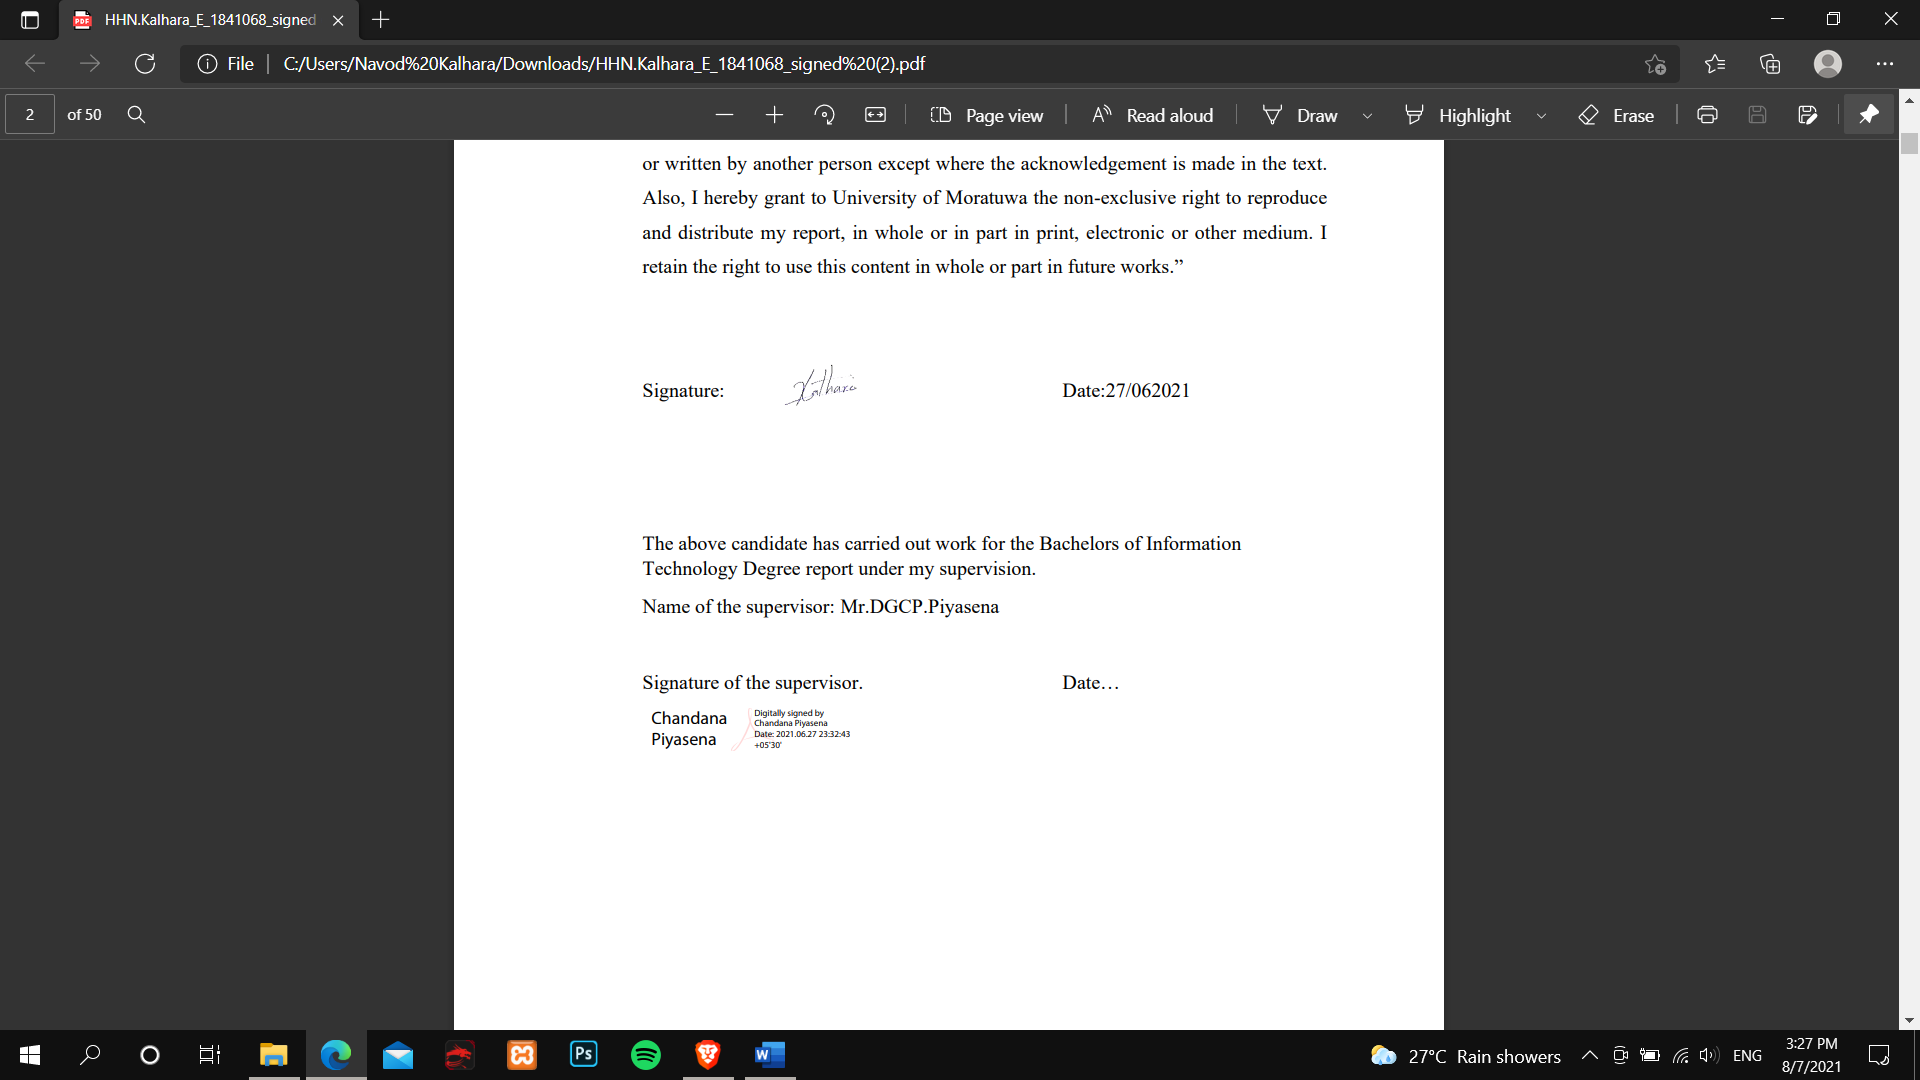 HHN.Kalhara_E_1841068_signed
File
C:/Users/Navod%20Kalhara/Downloads/HHN.Kalhara_E_1841068_signed%20(2).pdf
2 of 50
Page view
Read aloud
Draw
Highlight
Erase
or written by another person except where the acknowledgement is made in the text.
Also, I hereby grant to University of Moratuwa the non-exclusive right to reproduce
and distribute my report, in whole or in part in print, electronic or other medium. I
retain the right to use this content in whole or part in future works.”
Signature: Kalhara Date:27/062021
The above candidate has carried out work for the Bachelors of Information
Technology Degree report under my supervision.
Name of the supervisor: Mr.DGCP.Piyasena
Signature of the supervisor. Date…
Chandana
Piyasena
Digitally signed by
Chandana Piyasena
Date: 2021.06.27 23:32:43
+05'30'
27°C Rain showers
ENG
3:27 PM
8/7/2021